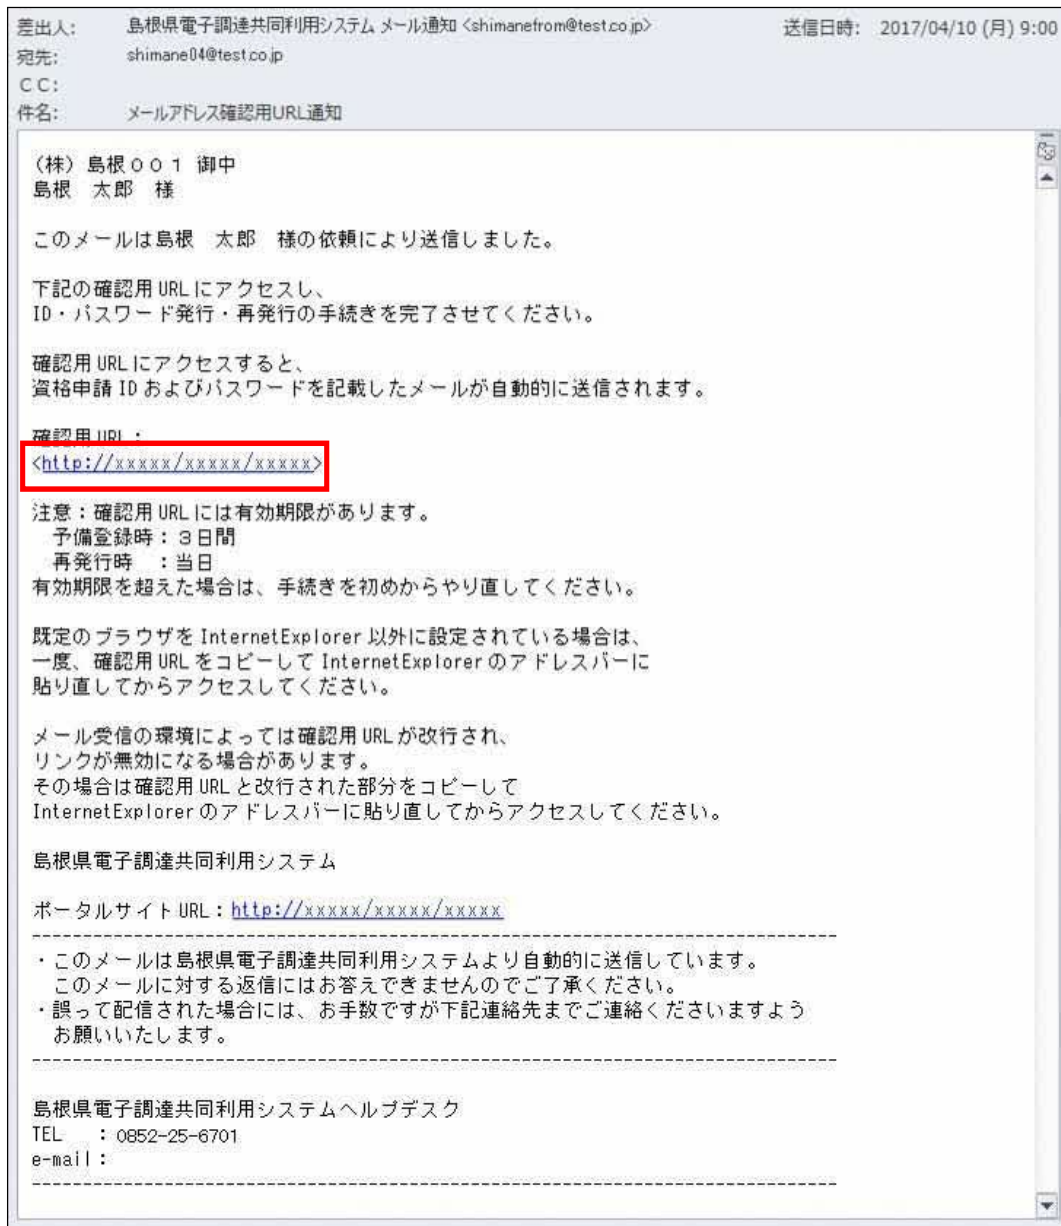 差出人: 島根県電子調達共同利用システム メール通知 <shimanefrom@test.co.jp> 送信日時: 2017/04/10 (月) 9:00
宛先: shimane04@test.co.jp
CC:
件名: メールアドレス確認用URL通知
(株) 島根００１ 御中
島根 太郎 様
このメールは島根 太郎 様の依頼により送信しました。
下記の確認用URLにアクセスし、
ID・パスワード発行・再発行の手続きを完了させてください。
確認用URLにアクセスすると、
資格申請IDおよびパスワードを記載したメールが自動的に送信されます。
確認用URL：
<http://xxxxx/xxxxx/xxxxx>
注意：確認用URLには有効期限があります。
予備登録時：３日間
再発行時 ：当日
有効期限を超えた場合は、手続きを初めからやり直してください。
既定のブラウザをInternetExplorer以外に設定されている場合は、
一度、確認用URLをコピーしてInternetExplorerのアドレスバーに
貼り直してからアクセスしてください。
メール受信の環境によっては確認用URLが改行され、
リンクが無効になる場合があります。
その場合は確認用URLと改行された部分をコピーして
InternetExplorerのアドレスバーに貼り直してからアクセスしてください。
島根県電子調達共同利用システム
ポータルサイトURL：http://xxxxx/xxxxx/xxxxx
--------------------------------------------------------------------------
・このメールは島根県電子調達共同利用システムより自動的に送信しています。
このメールに対する返信にはお答えできませんのでご了承ください。
・誤って配信された場合には、お手数ですが下記連絡先までご連絡くださいますよう
お願いいたします。
--------------------------------------------------------------------------
島根県電子調達共同利用システムヘルプデスク
TEL ：0852-25-6701
e-mail：
--------------------------------------------------------------------------